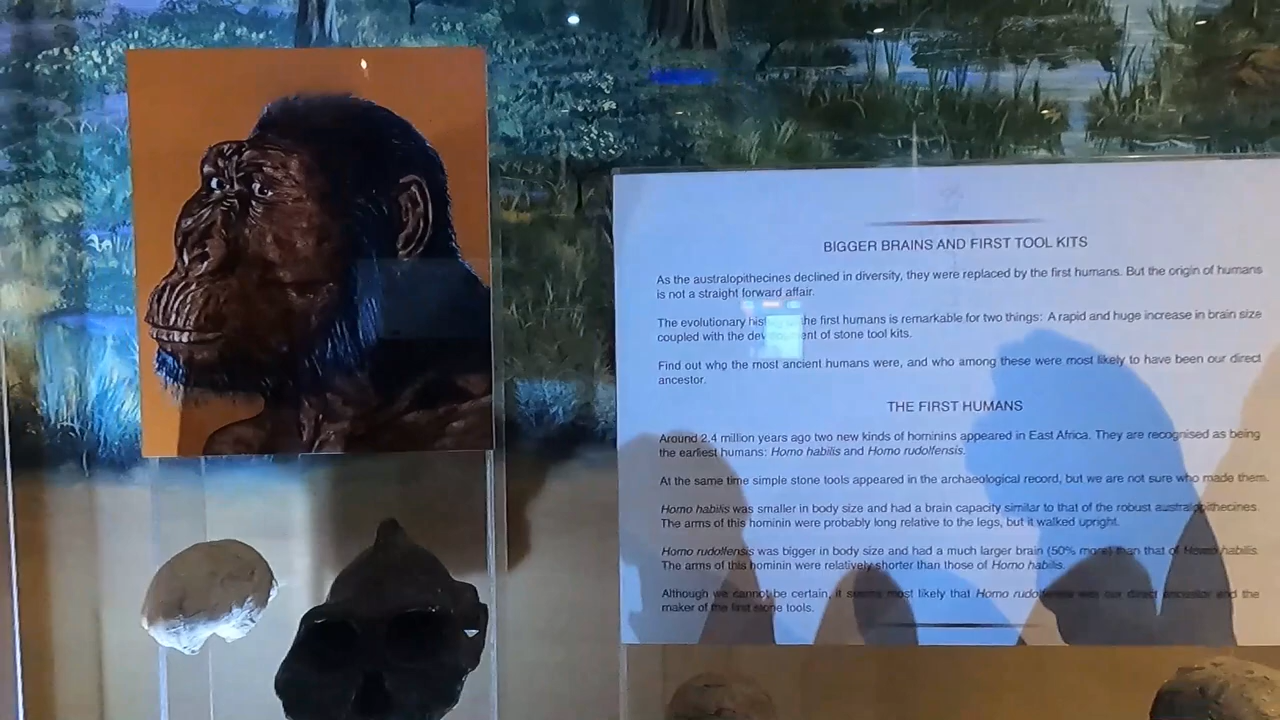 BIGGER BRAINS AND FIRST TOOL KITS
As the australopithecines declined in diversity, they were replaced by the first humans. But the origin of humans
is not a straight forward affair.
The evolutionary the first humans is remarkable for two things: A rapid and huge increase in brain size
coupled with the development of stone tool kits.
Find out who the most ancient humans were, and who among these were most likely to have been our direct
ancestor.
THE FIRST HUMANS
Around 2.4 million years ago two new kinds of hominins appeared in East Africa. They are recognised as being
the earliest humans: Homo habilis and Homo rudolfensis.
At the same time simple stone tools appeared in the archaeological record, but we are not sure who made them.
Homo habilis was smaller in body size and had a brain capacity similar to that of the robust australopithecines.
The arms of this hominin were probably long relative to the legs, but it walked upright.
Homo rudolfensis was bigger in body size and had a much larger brain (50% more) than that of Homo habilis.
The arms of this hominin were relatively shorter than those of Homo habilis.
Although we cannot be certain, it seems most likely that Homo rudolfensis was our direct ancestor and the
maker of the first stone tools.